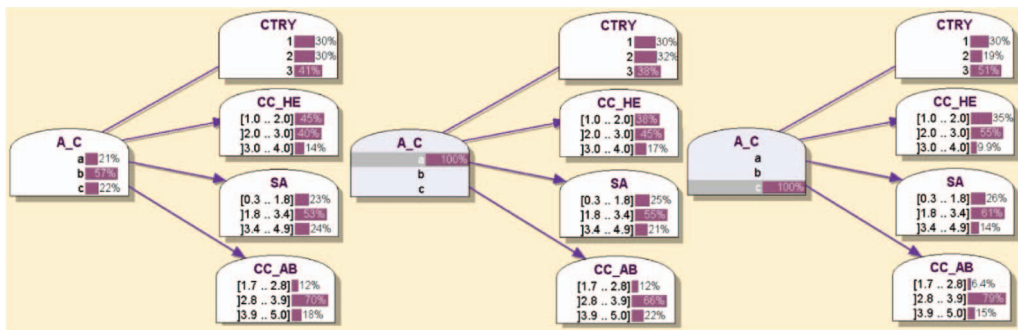 CTRY
1 30%
2 30%
3 41%
CC_HE
[1.0 .. 2.0] 45%
]2.0 .. 3.0] 40%
]3.0 .. 4.0] 14%
A_C
a 21%
b 57%
c 22%
SA
[0.3 .. 1.8] 23%
]1.8 .. 3.4] 53%
]3.4 .. 4.9] 24%
CC_AB
[1.7 .. 2.8] 12%
]2.8 .. 3.9] 70%
]3.9 .. 5.0] 18%
CTRY
1 30%
2 32%
3 38%
CC_HE
[1.0 .. 2.0] 38%
]2.0 .. 3.0] 45%
]3.0 .. 4.0] 17%
A_C
a 100%
b
c
SA
[0.3 .. 1.8] 25%
]1.8 .. 3.4] 55%
]3.4 .. 4.9] 21%
CC_AB
[1.7 .. 2.8] 12%
]2.8 .. 3.9] 66%
]3.9 .. 5.0] 22%
CTRY
1 30%
2 19%
3 51%
CC_HE
[1.0 .. 2.0] 35%
]2.0 .. 3.0] 55%
]3.0 .. 4.0] 9.9%
A_C
a
b
c 100%
SA
[0.3 .. 1.8] 26%
]1.8 .. 3.4] 61%
]3.4 .. 4.9] 14%
CC_AB
[1.7 .. 2.8] 6.4%
]2.8 .. 3.9] 79%
]3.9 .. 5.0] 15%